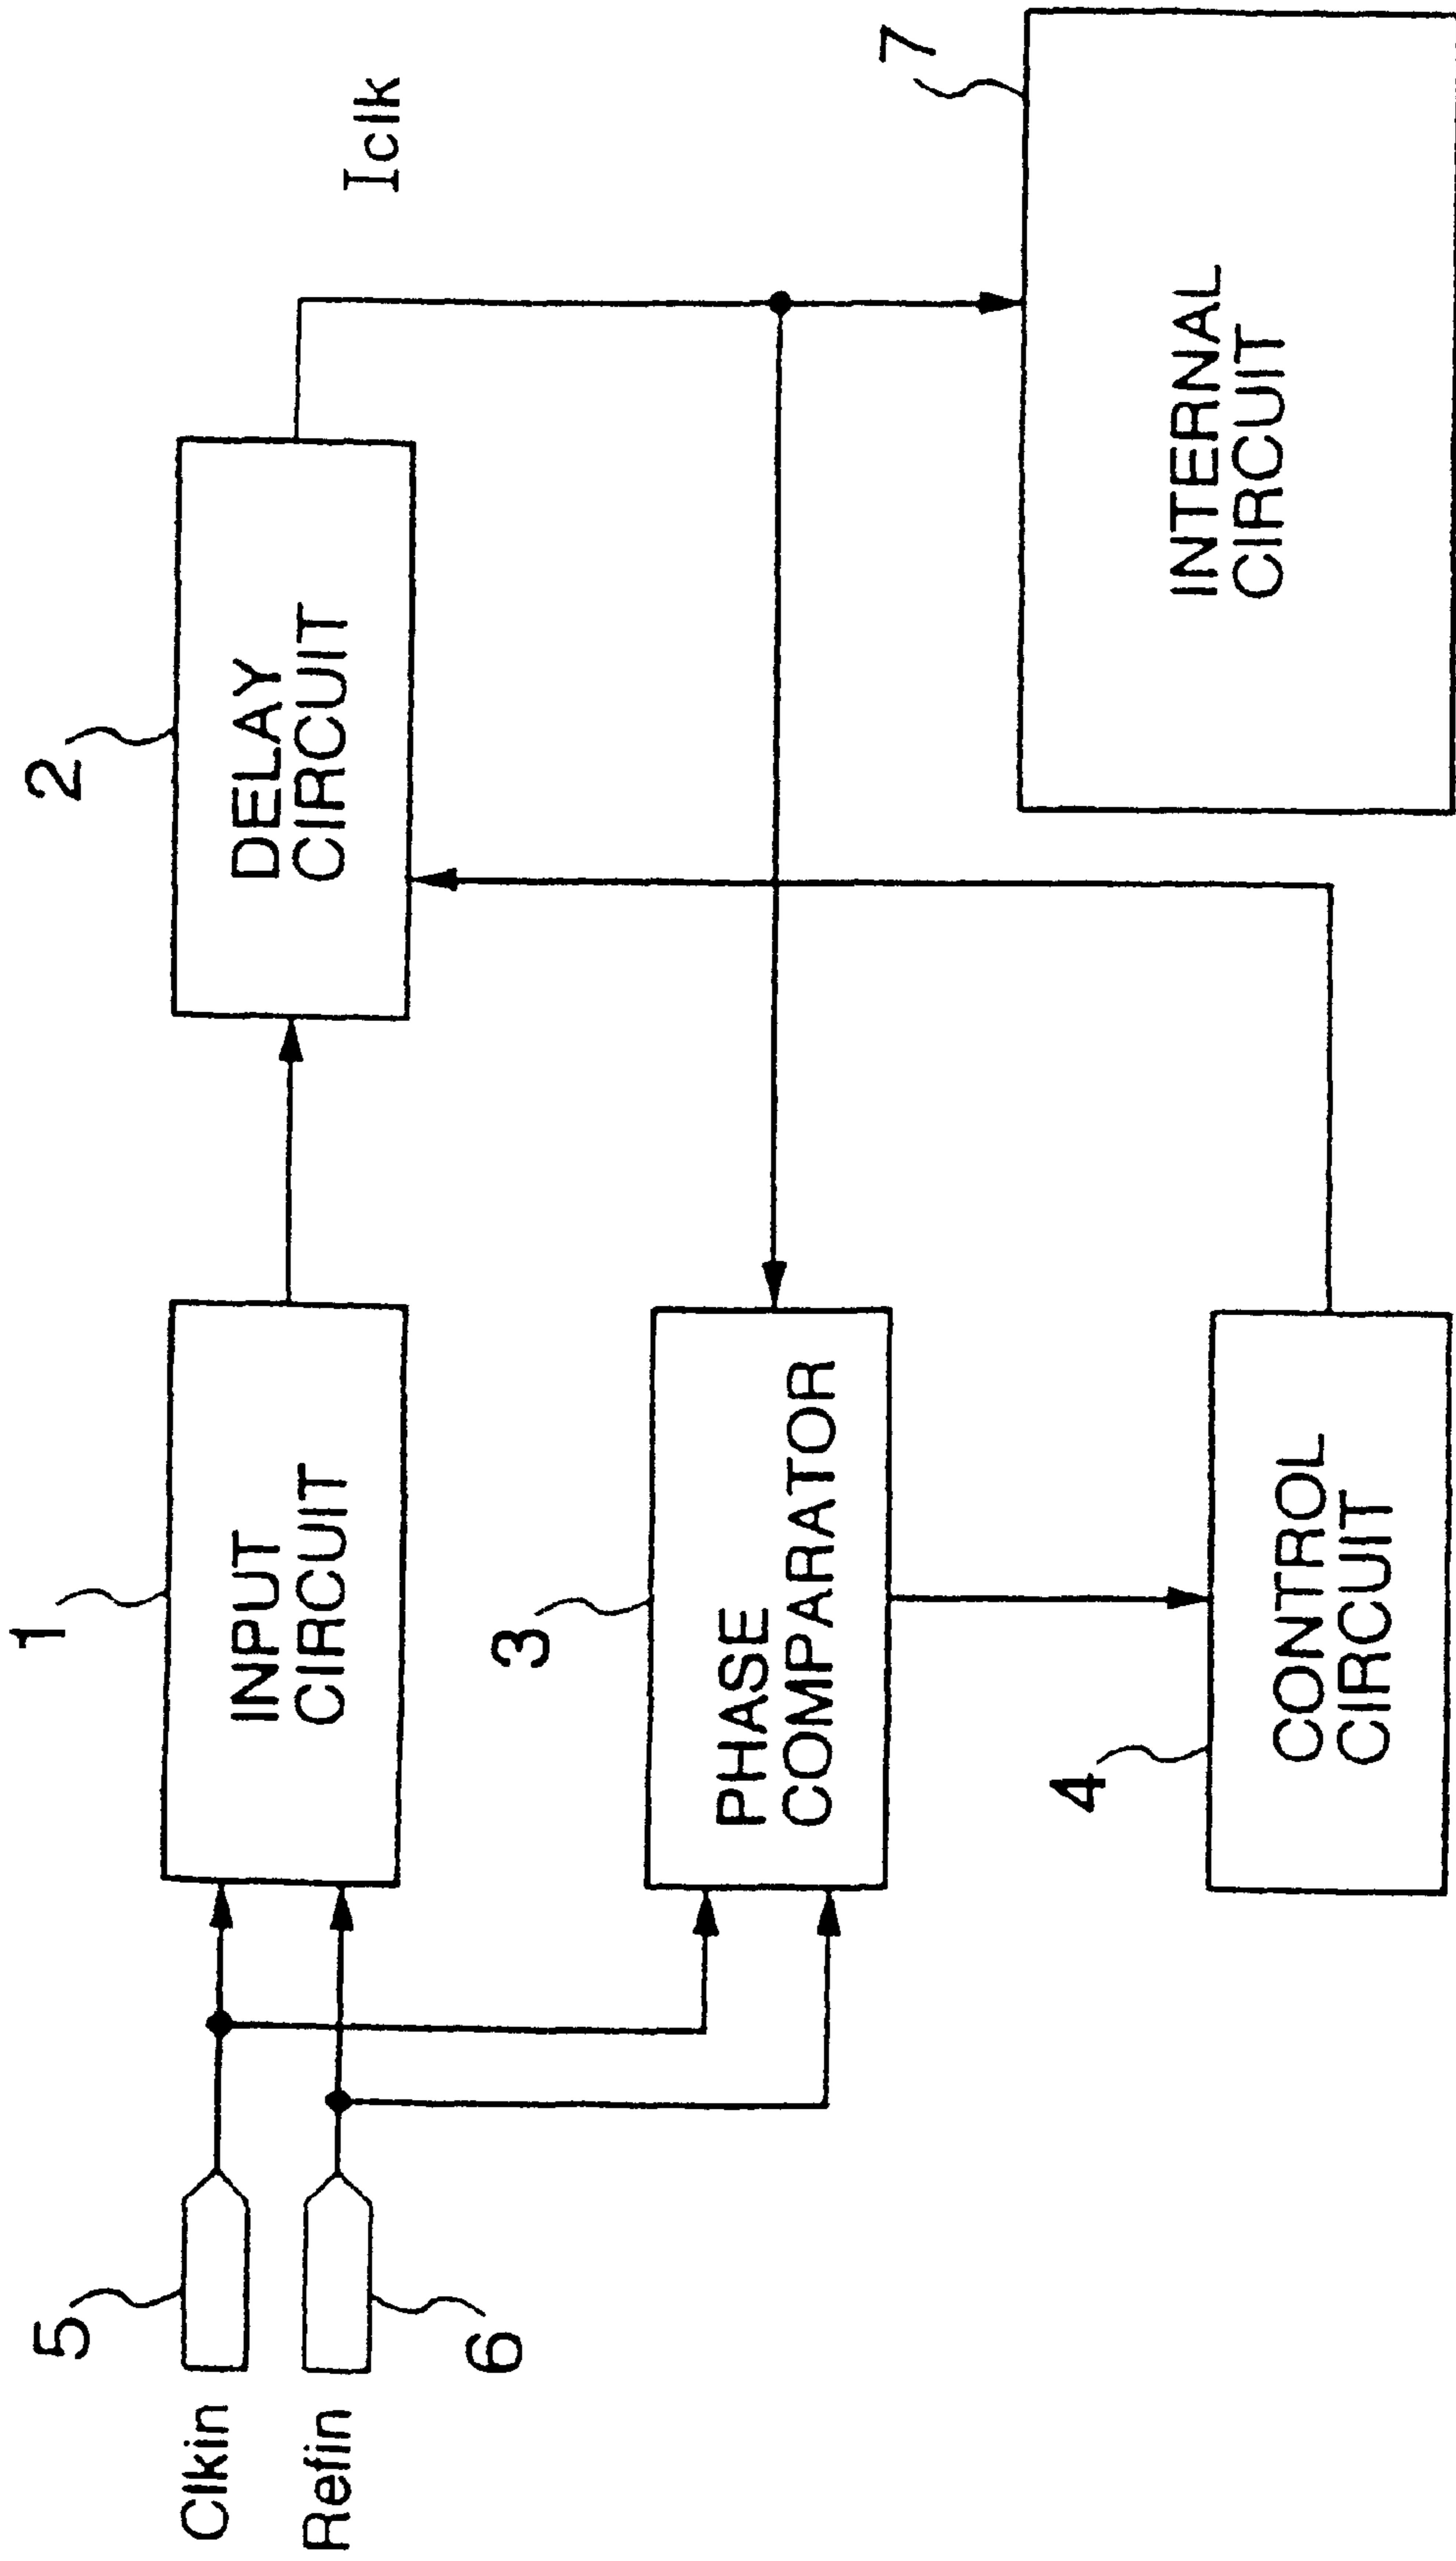 1
INPUT
CIRCUIT
2
DELAY
CIRCUIT
Iclk
5
Clkin
Refin
6
3
PHASE
COMPARATOR
4
CONTROL
CIRCUIT
7
INTERNAL
CIRCUIT